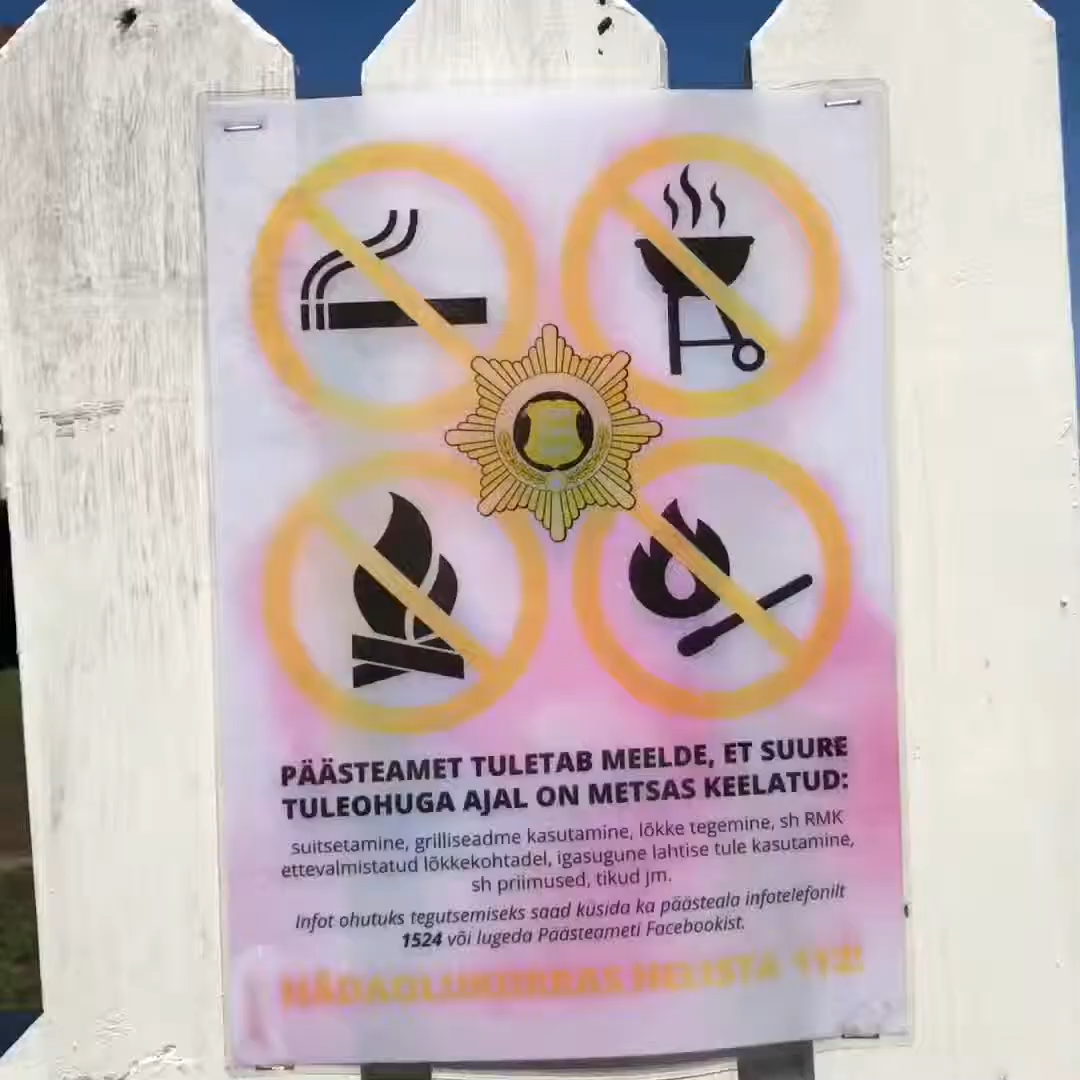 PÄÄSTEAMET TULETAB MEELDE, ET SUURE
TULEOHUGA AJAL ON METSAS KEELATUD:
suitsetamine, grilliseadme kasutamine, lõkke tegemine, sh RMK
ettevalmistatud lõkkekohtadel, igasugune lahtise tule kasutamine,
sh priimused, tikud jm.
Infot ohutuks tegutsemiseks saad küsida ka päästeala infotelefonilt
1524 või lugeda Päästeameti Facebookist.
HÄDAOLUKORRAS HELISTA 112!